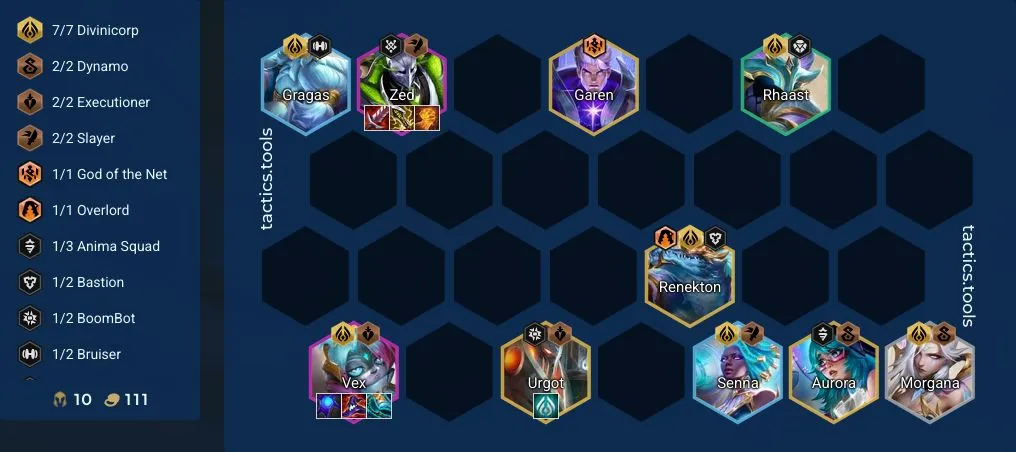 7/7 Divinicorp
2/2 Dynamo
2/2 Executioner
2/2 Slayer
1/1 God of the Net
1/1 Overlord
1/3 Anima Squad
1/2 Bastion
1/2 BoomBot
1/2 Bruiser
10 111
Gragas
Zed
Garen
Rhaast
tactics.tools
Renekton
tactics.tools
Vex
Urgot
Senna
Aurora
Morgana